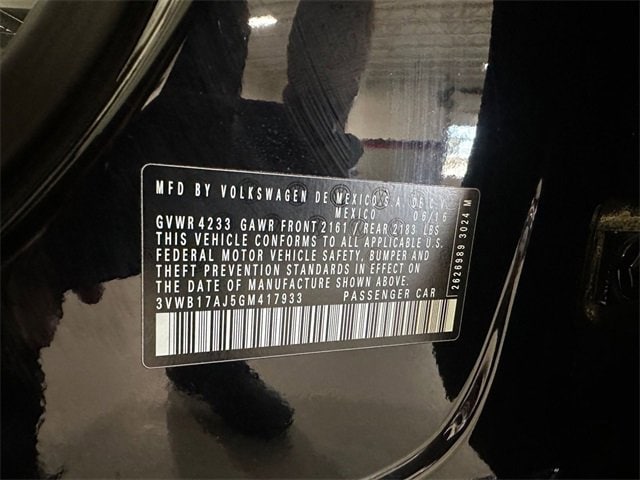 MFD BY VOLKSWAGEN DE MEXICO S.A. DE C.V.
MEXICO 06/16
GVWR 4233 GAWR FRONT 2161 / REAR 2183 LBS
THIS VEHICLE CONFORMS TO ALL APPLICABLE U.S.
FEDERAL MOTOR VEHICLE SAFETY, BUMPER AND
THEFT PREVENTION STANDARDS IN EFFECT ON
THE DATE OF MANUFACTURE SHOWN ABOVE.
3VWB17AJ5GM417933 PASSENGER CAR
2626989 3024 M